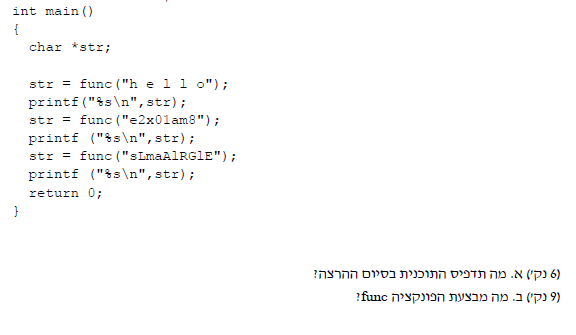 int main()
{
char *str;
str = func("h e l l o");
printf("%s\n",str);
str = func("e2x01am8");
printf ("%s\n",str);
str = func("sLmaAlRGlE");
printf ("%s\n",str);
return 0;
}
(6 נק') א. מה תדפיס התוכנית בסיום ההרצה?
(9 נק') ב. מה מבצעת הפונקציה func?